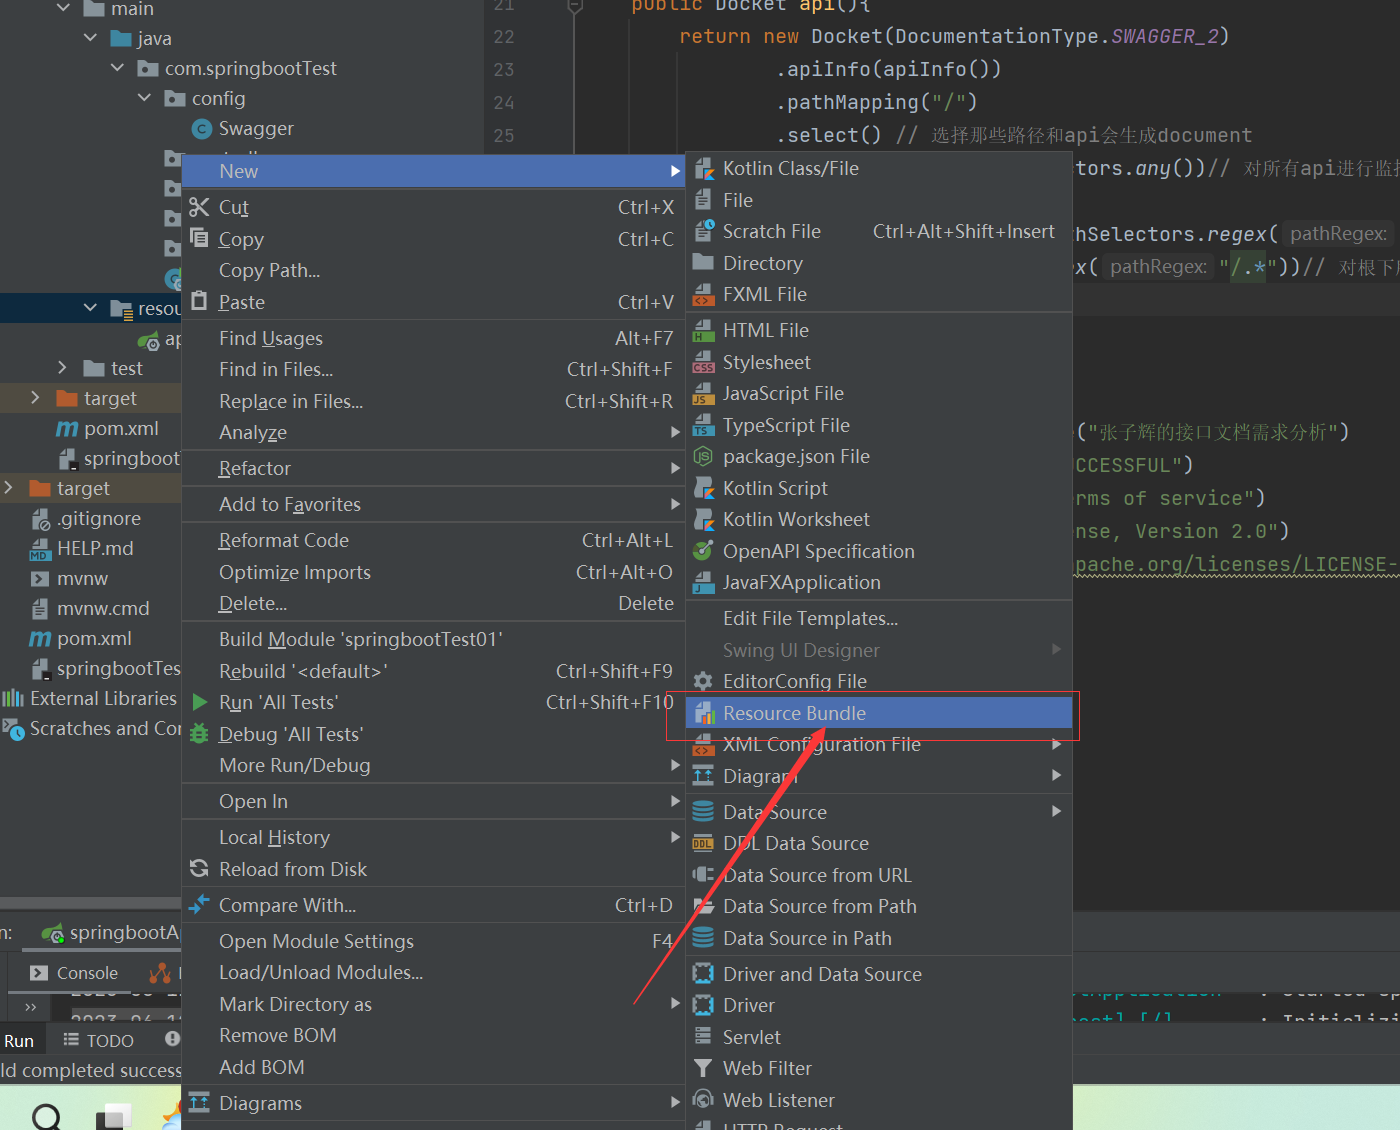 main
java
com.springbootTest
config
Swagger
resou
test
target
pom.xml
springbootT
target
.gitignore
HELP.md
mvnw
mvnw.cmd
pom.xml
springbootTes
External Libraries
Scratches and Con
21 public Docket api(){
22 return new Docket(DocumentationType.SWAGGER_2)
23 .apiInfo(apiInfo())
24 .pathMapping("/")
25 .select() // 选择那些路径和api会生成document
tors.any())// 对所有api进行监控
hSelectors.regex( pathRegex:
ex( pathRegex: "/.*"))// 对根下所
("张子辉的接口文档需求分析")
CCESSFUL")
rms of service")
nse, Version 2.0")
pache.org/licenses/LICENSE-
New
Cut Ctrl+X
Copy Ctrl+C
Copy Path...
Paste Ctrl+V
Find Usages Alt+F7
Find in Files... Ctrl+Shift+F
Replace in Files... Ctrl+Shift+R
Analyze
Refactor
Add to Favorites
Reformat Code Ctrl+Alt+L
Optimize Imports Ctrl+Alt+O
Delete... Delete
Build Module 'springbootTest01'
Rebuild '<default>' Ctrl+Shift+F9
Run 'All Tests' Ctrl+Shift+F10
Debug 'All Tests'
More Run/Debug
Open In
Local History
Reload from Disk
Compare With... Ctrl+D
Open Module Settings F4
Load/Unload Modules...
Mark Directory as
Remove BOM
Add BOM
Diagrams
Kotlin Class/File
File
Scratch File Ctrl+Alt+Shift+Insert
Directory
FXML File
HTML File
Stylesheet
JavaScript File
TypeScript File
package.json File
Kotlin Script
Kotlin Worksheet
OpenAPI Specification
JavaFXApplication
Edit File Templates...
Swing UI Designer
EditorConfig File
Resource Bundle
XML Configuration File
Diagram
Data Source
DDL Data Source
Data Source from URL
Data Source from Path
Data Source in Path
Driver and Data Source
Driver
Servlet
Web Filter
Web Listener
HTTP Request
n: springbootA
Console
Run TODO
ld completed success